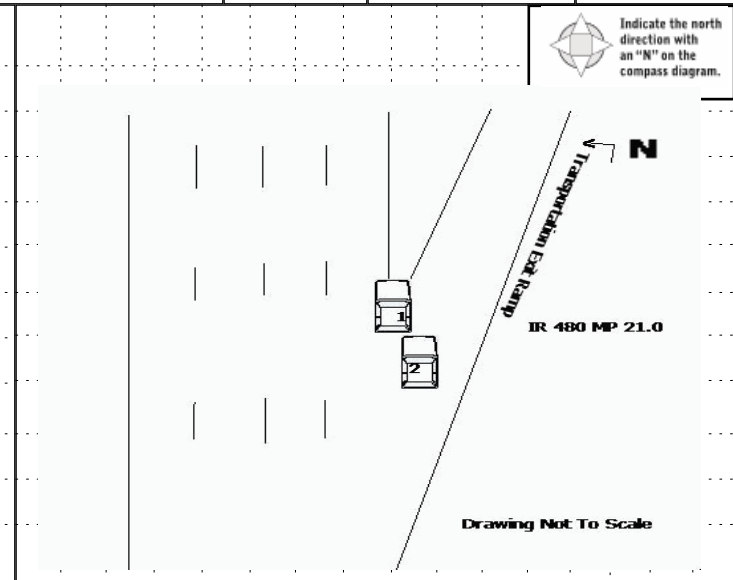 Indicate the north
direction with
an “N” on the
compass diagram.
N
Transportation Exit Ramp
1
IR 480 MP 21.0
2
Drawing Not To Scale